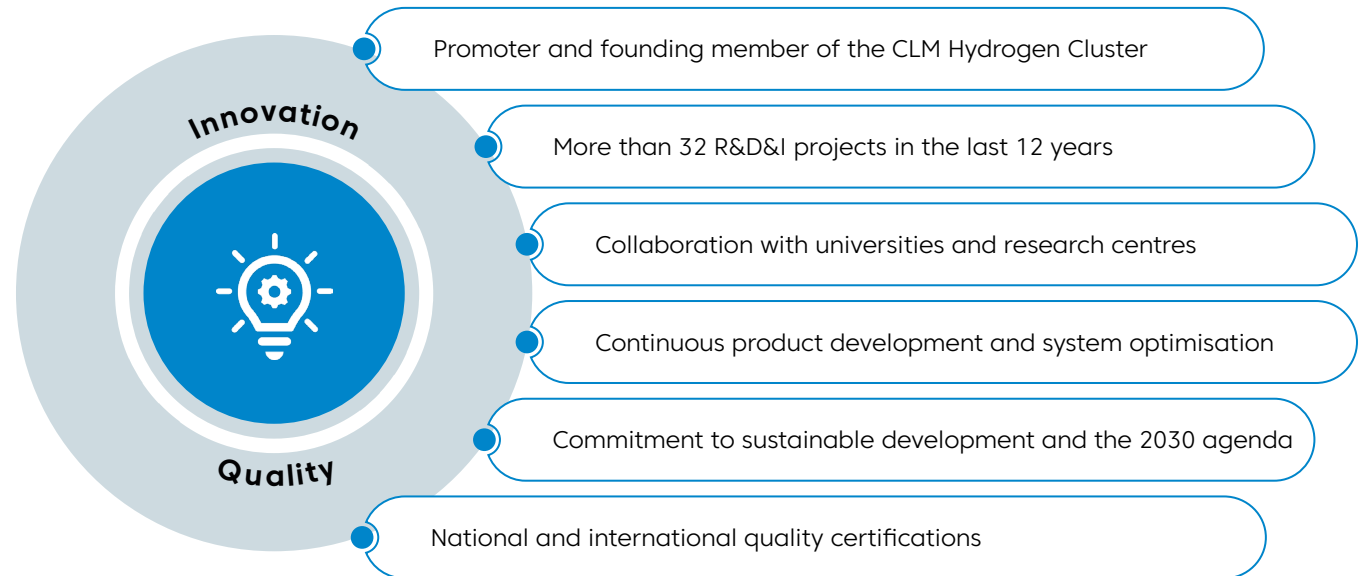 Promoter and founding member of the CLM Hydrogen Cluster
Innovation
More than 32 R&D&I projects in the last 12 years
Collaboration with universities and research centres
Continuous product development and system optimisation
Commitment to sustainable development and the 2030 agenda
Quality
National and international quality certifications